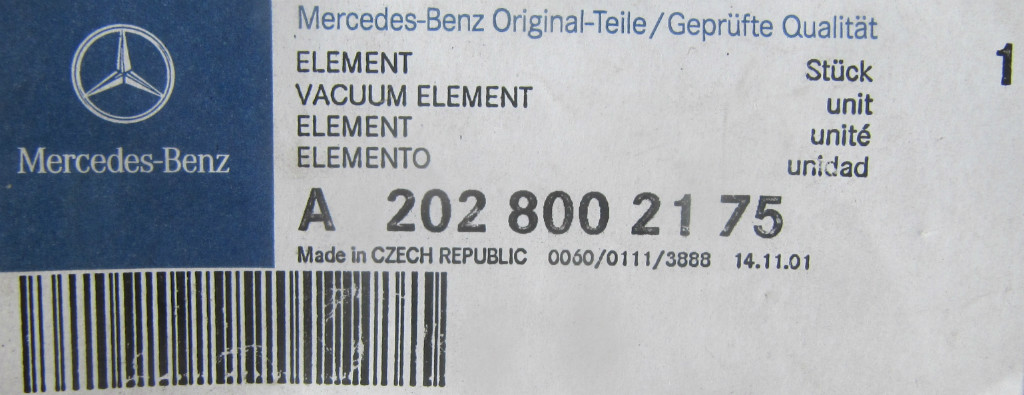 Mercedes-Benz
Mercedes-Benz Original-Teile/Geprüfte Qualität
ELEMENT Stück 1
VACUUM ELEMENT unit
ELEMENT unité
ELEMENTO unidad
A 202 800 21 75
Made in CZECH REPUBLIC 0060/0111/3888 14.11.01